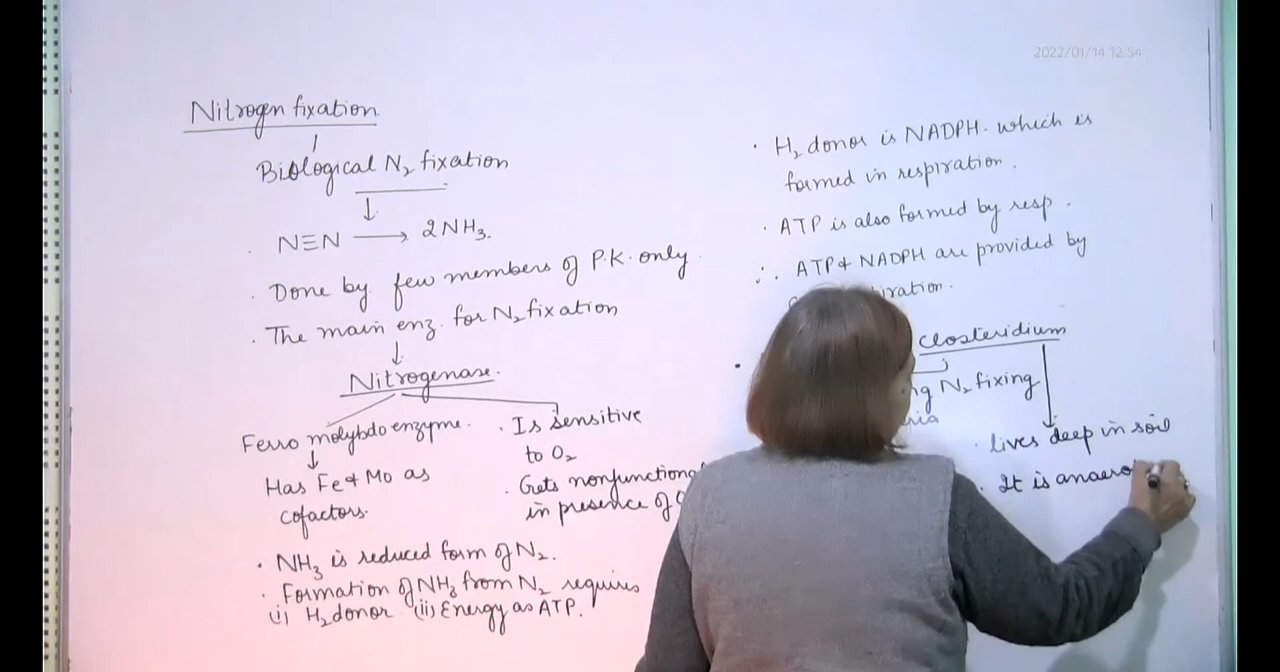 2022/01/14 12:54
Nitrogen fixation
Biological N₂ fixation
↓
· N≡N → 2NH₃.
· Done by few members of P.K. only.
· The main enz. for N₂ fixation
↓
Nitrogenase.
Ferro molybdo enzyme.
↓
Has Fe & Mo as
cofactors.
· Is sensitive
to O₂
· Gets nonfunctional
in presence of
· NH₃ is reduced form of N₂.
· Formation of NH₃ from N₂ requires
(i) H₂ donor (ii) Energy as ATP.
· H₂ donor is NADPH. which is
formed in respiration.
· ATP is also formed by resp.
∴ ATP & NADPH are provided by
· Closteridium
N₂ fixing
· lives deep in soil
· It is anaero